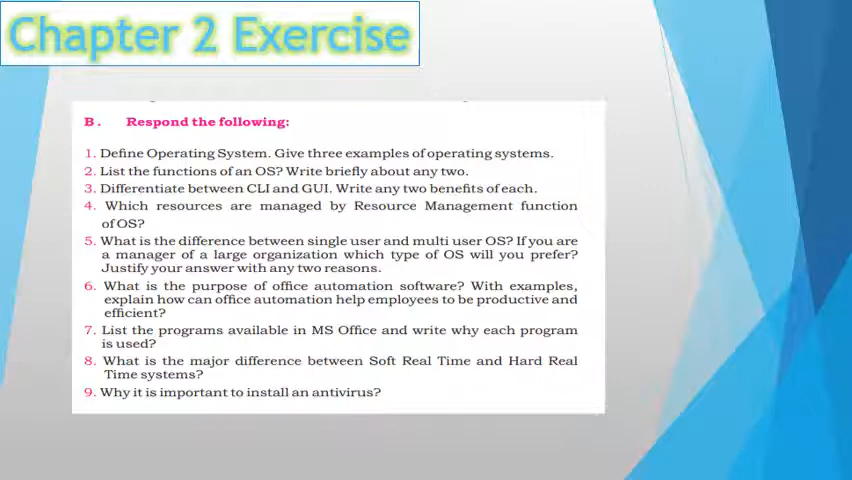 Chapter 2 Exercise
B. Respond the following:
1. Define Operating System. Give three examples of operating systems.
2. List the functions of an OS? Write briefly about any two.
3. Differentiate between CLI and GUI. Write any two benefits of each.
4. Which resources are managed by Resource Management function
of OS?
5. What is the difference between single user and multi user OS? If you are
a manager of a large organization which type of OS will you prefer?
Justify your answer with any two reasons.
6. What is the purpose of office automation software? With examples,
explain how can office automation help employees to be productive and
efficient?
7. List the programs available in MS Office and write why each program
is used?
8. What is the major difference between Soft Real Time and Hard Real
Time systems?
9. Why it is important to install an antivirus?